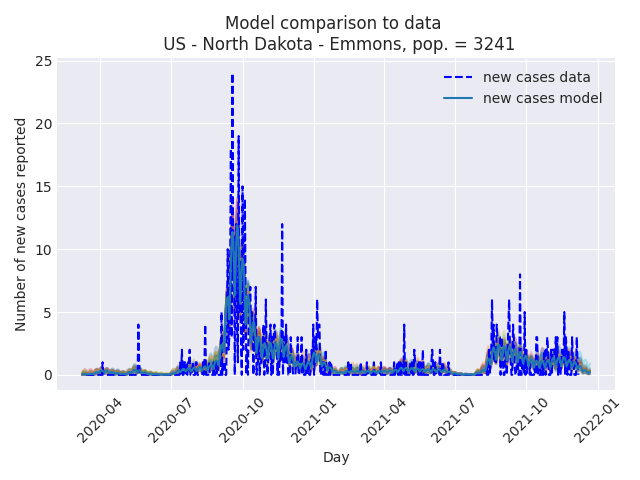 Model comparison to data
US - North Dakota - Emmons, pop. = 3241
new cases data
new cases model
Number of new cases reported
25
20
15
10
5
0
2020-04
2020-07
2020-10
2021-01
2021-04
2021-07
2021-10
2022-01
Day